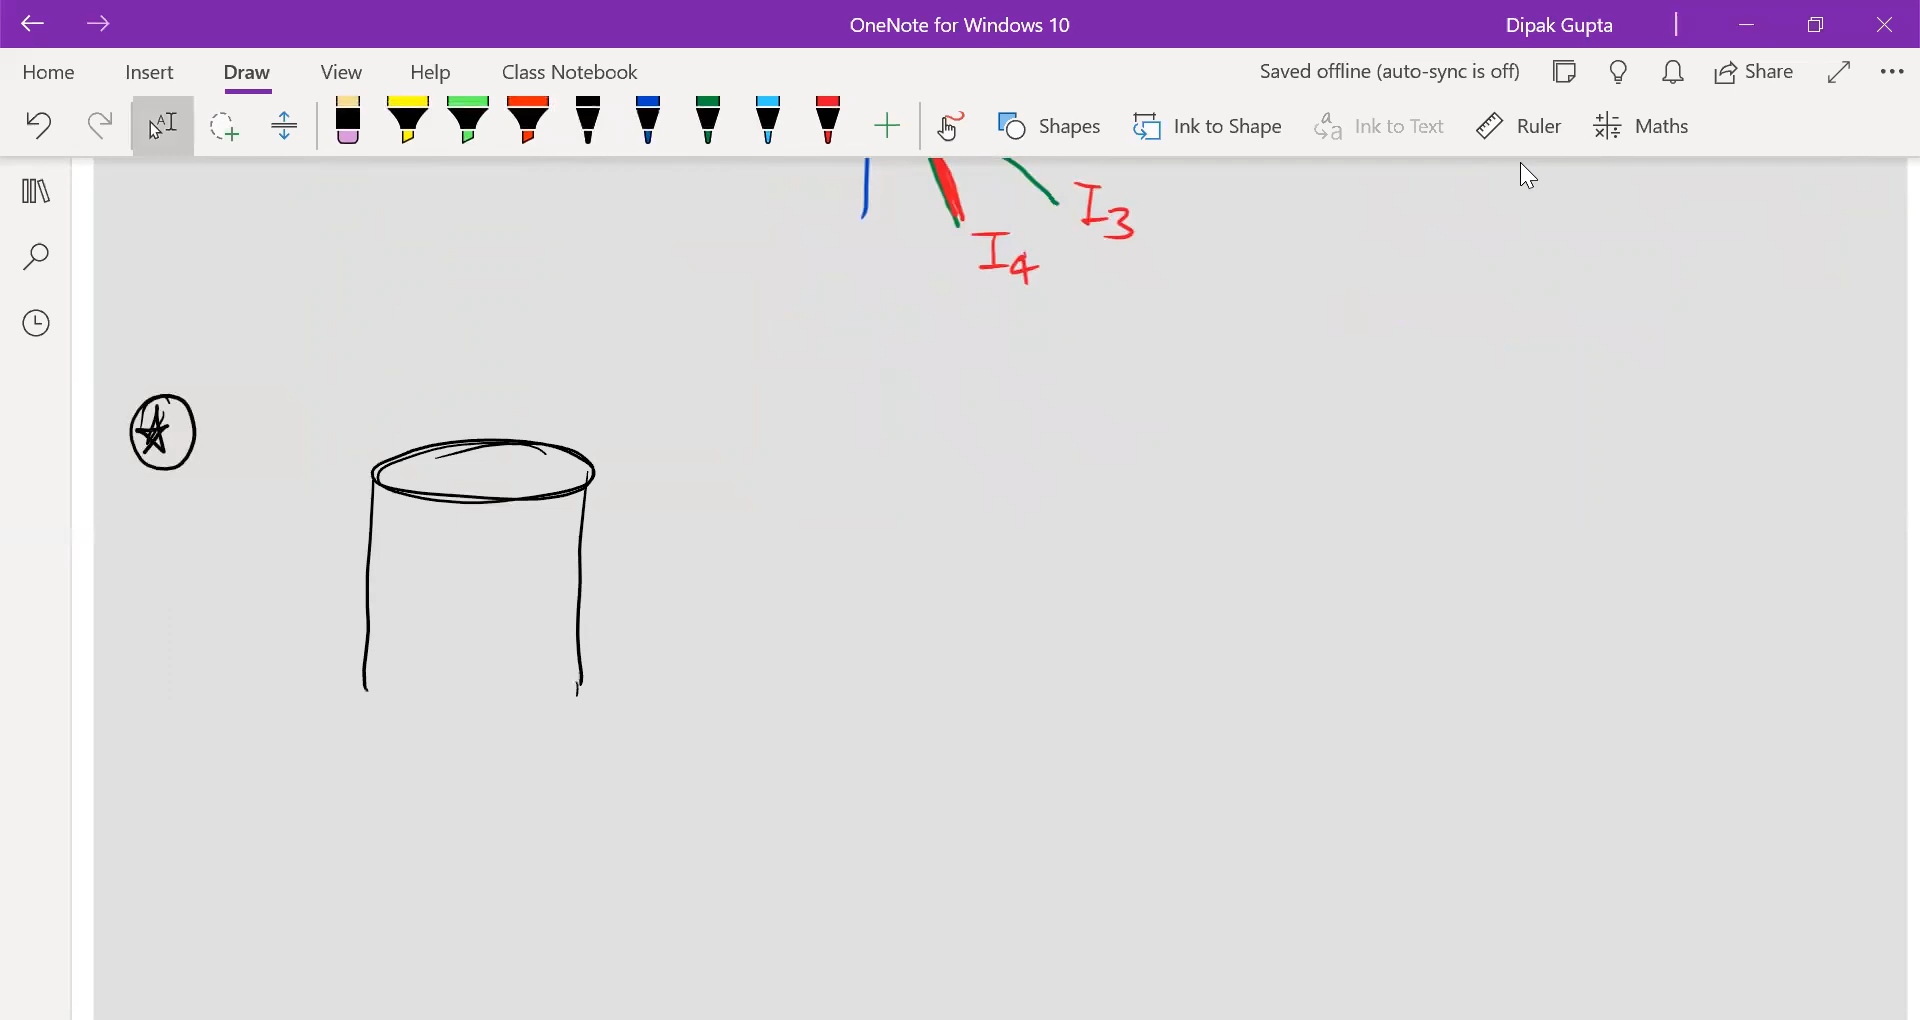 OneNote for Windows 10
Dipak Gupta
Home Insert Draw View Help Class Notebook
Saved offline (auto-sync is off) Share
Shapes Ink to Shape Ink to Text Ruler Maths
I3
I4